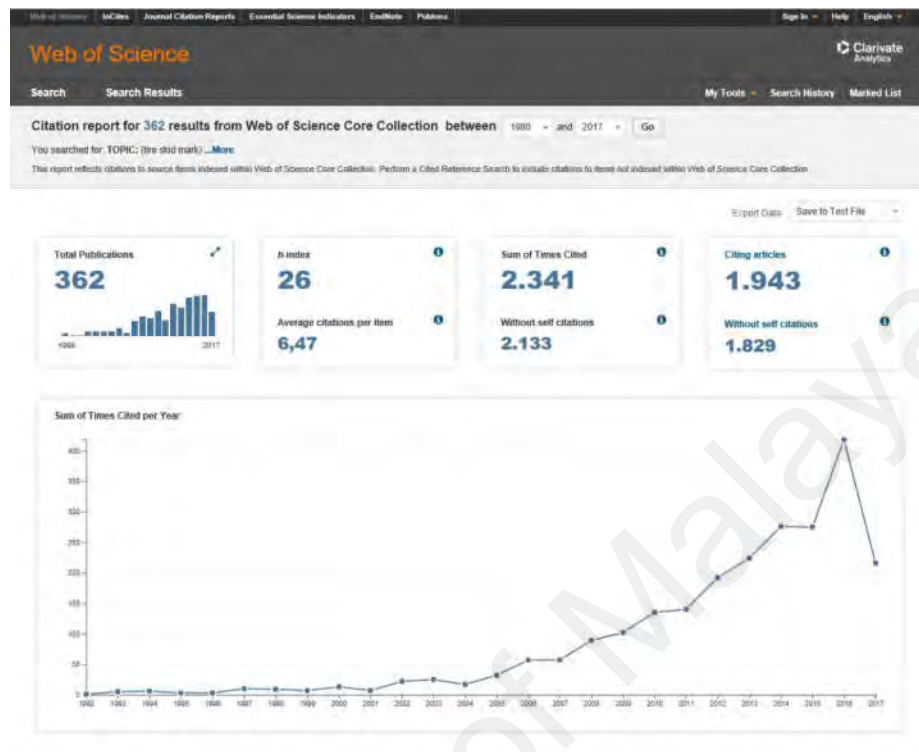 Web of Science InCites Journal Citation Reports Essential Science Indicators EndNote Publons Sign In Help English
Web of Science
Clarivate
Analytics
Search Search Results My Tools Search History Marked List
Citation report for 362 results from Web of Science Core Collection between 1980 and 2017 Go
You searched for: TOPIC: (tire skid mark) ...More
This report reflects citations to source items indexed within Web of Science Core Collection. Perform a Cited Reference Search to include citations to items not indexed within Web of Science Core Collection
Export Data: Save to Text File
Total Publications
362
2017
h-index
26
Average citations per item
6,47
Sum of Times Cited
2.341
Without self citations
2.133
Citing articles
1.943
Without self citations
1.829
Sum of Times Cited per Year
400
350
250
50
0
1992 1993 1994 1995 1996 1997 1998 1999 2000 2001 2002 2003 2004 2005 2006 2007 2008 2009 2010 2011 2012 2013 2014 2015 2016 2017
of Malaya